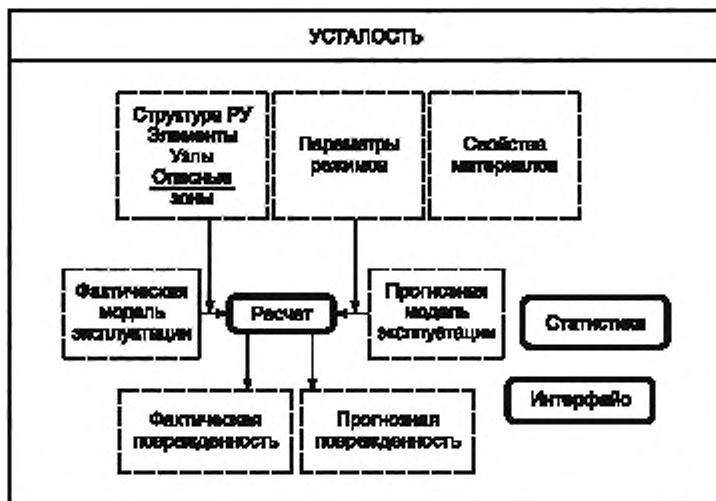 УСТАЛОСТЬ
Структура РУ
Элементы
Узлы
Опасные
зоны
Параметры
режимов
Свойства
материалов
Фактическая
модель
эксплуатации
Расчет
Прогнозная
модель
эксплуатации
Статистика
Интерфейс
Фактическая
поврежденность
Прогнозная
поврежденность